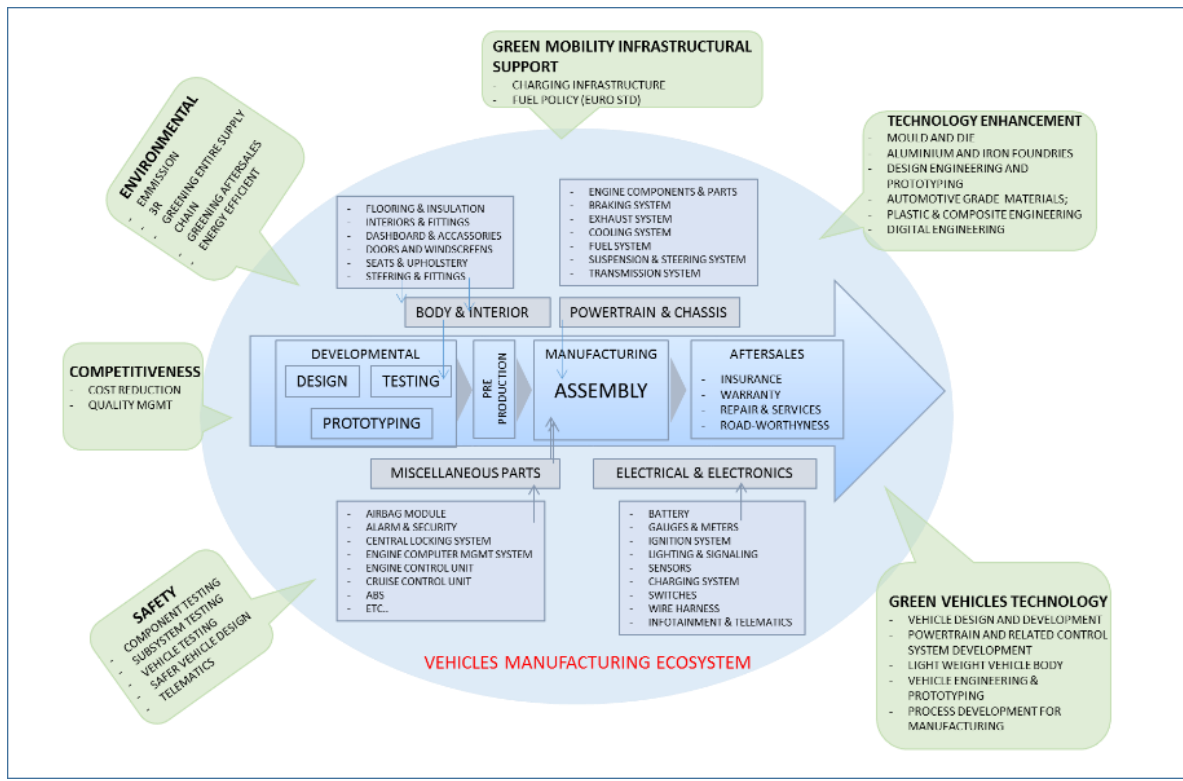 GREEN MOBILITY INFRASTRUCTURAL
SUPPORT
- CHARGING INFRASTRUCTURE
- FUEL POLICY (EURO STD)
ENVIRONMENTAL
- EMMISSION
- 3R
- GREENING ENTIRE SUPPLY
CHAIN
- GREENING AFTERSALES
- ENERGY EFFICIENT
TECHNOLOGY ENHANCEMENT
- MOULD AND DIE
- ALUMINIUM AND IRON FOUNDRIES
- DESIGN ENGINEERING AND
PROTOTYPING
- AUTOMOTIVE GRADE MATERIALS;
- PLASTIC & COMPOSITE ENGINEERING
- DIGITAL ENGINEERING
- FLOORING & INSULATION
- INTERIORS & FITTINGS
- DASHBOARD & ACCASSORIES
- DOORS AND WINDSCREENS
- SEATS & UPHOLSTERY
- STEERING & FITTINGS
- ENGINE COMPONENTS & PARTS
- BRAKING SYSTEM
- EXHAUST SYSTEM
- COOLING SYSTEM
- FUEL SYSTEM
- SUSPENSION & STEERING SYSTEM
- TRANSMISSION SYSTEM
BODY & INTERIOR
POWERTRAIN & CHASSIS
COMPETITIVENESS
- COST REDUCTION
- QUALITY MGMT
DEVELOPMENTAL
DESIGN
TESTING
PROTOTYPING
PRE
PRODUCTION
MANUFACTURING
ASSEMBLY
AFTERSALES
- INSURANCE
- WARRANTY
- REPAIR & SERVICES
- ROAD-WORTHYNESS
MISCELLANEOUS PARTS
ELECTRICAL & ELECTRONICS
- AIRBAG MODULE
- ALARM & SECURITY
- CENTRAL LOCKING SYSTEM
- ENGINE COMPUTER MGMT SYSTEM
- ENGINE CONTROL UNIT
- CRUISE CONTROL UNIT
- ABS
- ETC..
- BATTERY
- GAUGES & METERS
- IGNITION SYSTEM
- LIGHTING & SIGNALING
- SENSORS
- CHARGING SYSTEM
- SWITCHES
- WIRE HARNESS
- INFOTAINMENT & TELEMATICS
SAFETY
- COMPONENT TESTING
- SUBSYSTEM TESTING
- VEHICLE TESTING
- SAFER VEHICLE DESIGN
- TELEMATICS
GREEN VEHICLES TECHNOLOGY
- VEHICLE DESIGN AND DEVELOPMENT
- POWERTRAIN AND RELATED CONTROL
SYSTEM DEVELOPMENT
- LIGHT WEIGHT VEHICLE BODY
- VEHICLE ENGINEERING &
PROTOTYPING
- PROCESS DEVELOPMENT FOR
MANUFACTURING
VEHICLES MANUFACTURING ECOSYSTEM